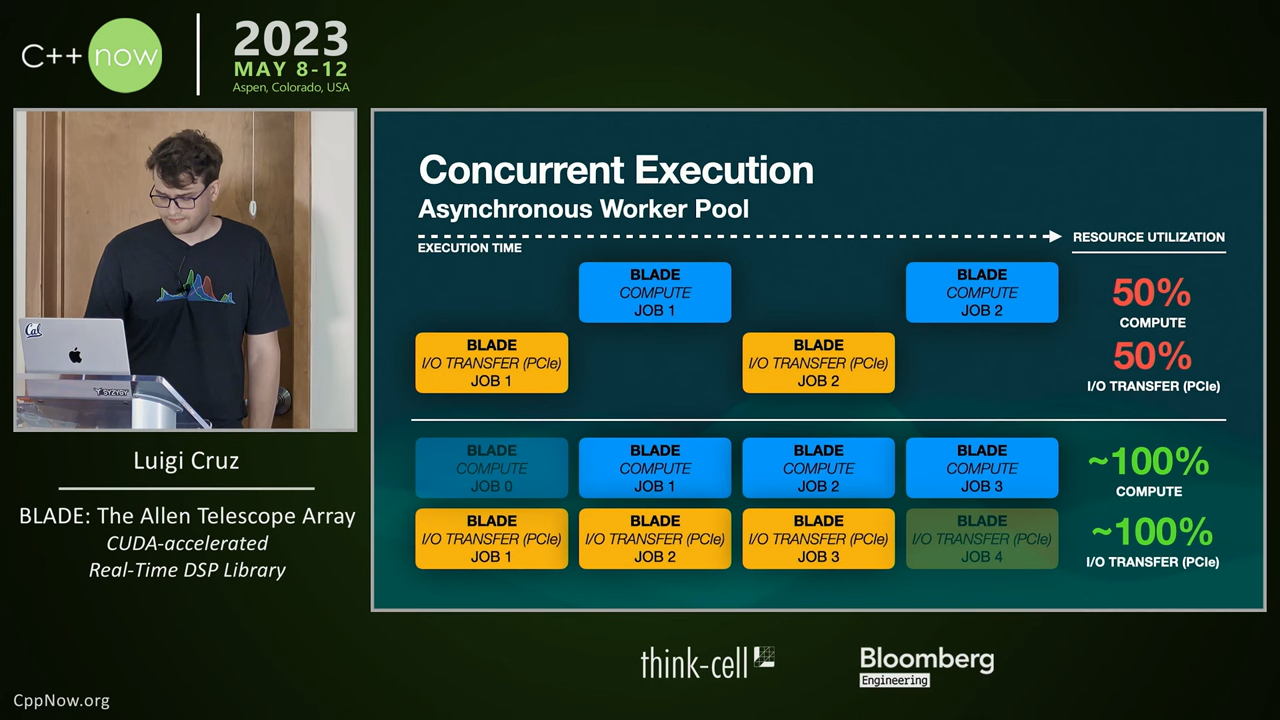 C++ now
2023
MAY 8-12
Aspen, Colorado, USA
Cal
SYZYGY
Luigi Cruz
BLADE: The Allen Telescope Array
CUDA-accelerated
Real-Time DSP Library
Concurrent Execution
Asynchronous Worker Pool
EXECUTION TIME
RESOURCE UTILIZATION
BLADE
COMPUTE
JOB 1
BLADE
COMPUTE
JOB 2
50%
COMPUTE
BLADE
I/O TRANSFER (PCIe)
JOB 1
BLADE
I/O TRANSFER (PCIe)
JOB 2
50%
I/O TRANSFER (PCIe)
BLADE
COMPUTE
JOB 0
BLADE
COMPUTE
JOB 1
BLADE
COMPUTE
JOB 2
BLADE
COMPUTE
JOB 3
~100%
COMPUTE
BLADE
I/O TRANSFER (PCIe)
JOB 1
BLADE
I/O TRANSFER (PCIe)
JOB 2
BLADE
I/O TRANSFER (PCIe)
JOB 3
BLADE
I/O TRANSFER (PCIe)
JOB 4
~100%
I/O TRANSFER (PCIe)
think-cell
Bloomberg
Engineering
CppNow.org